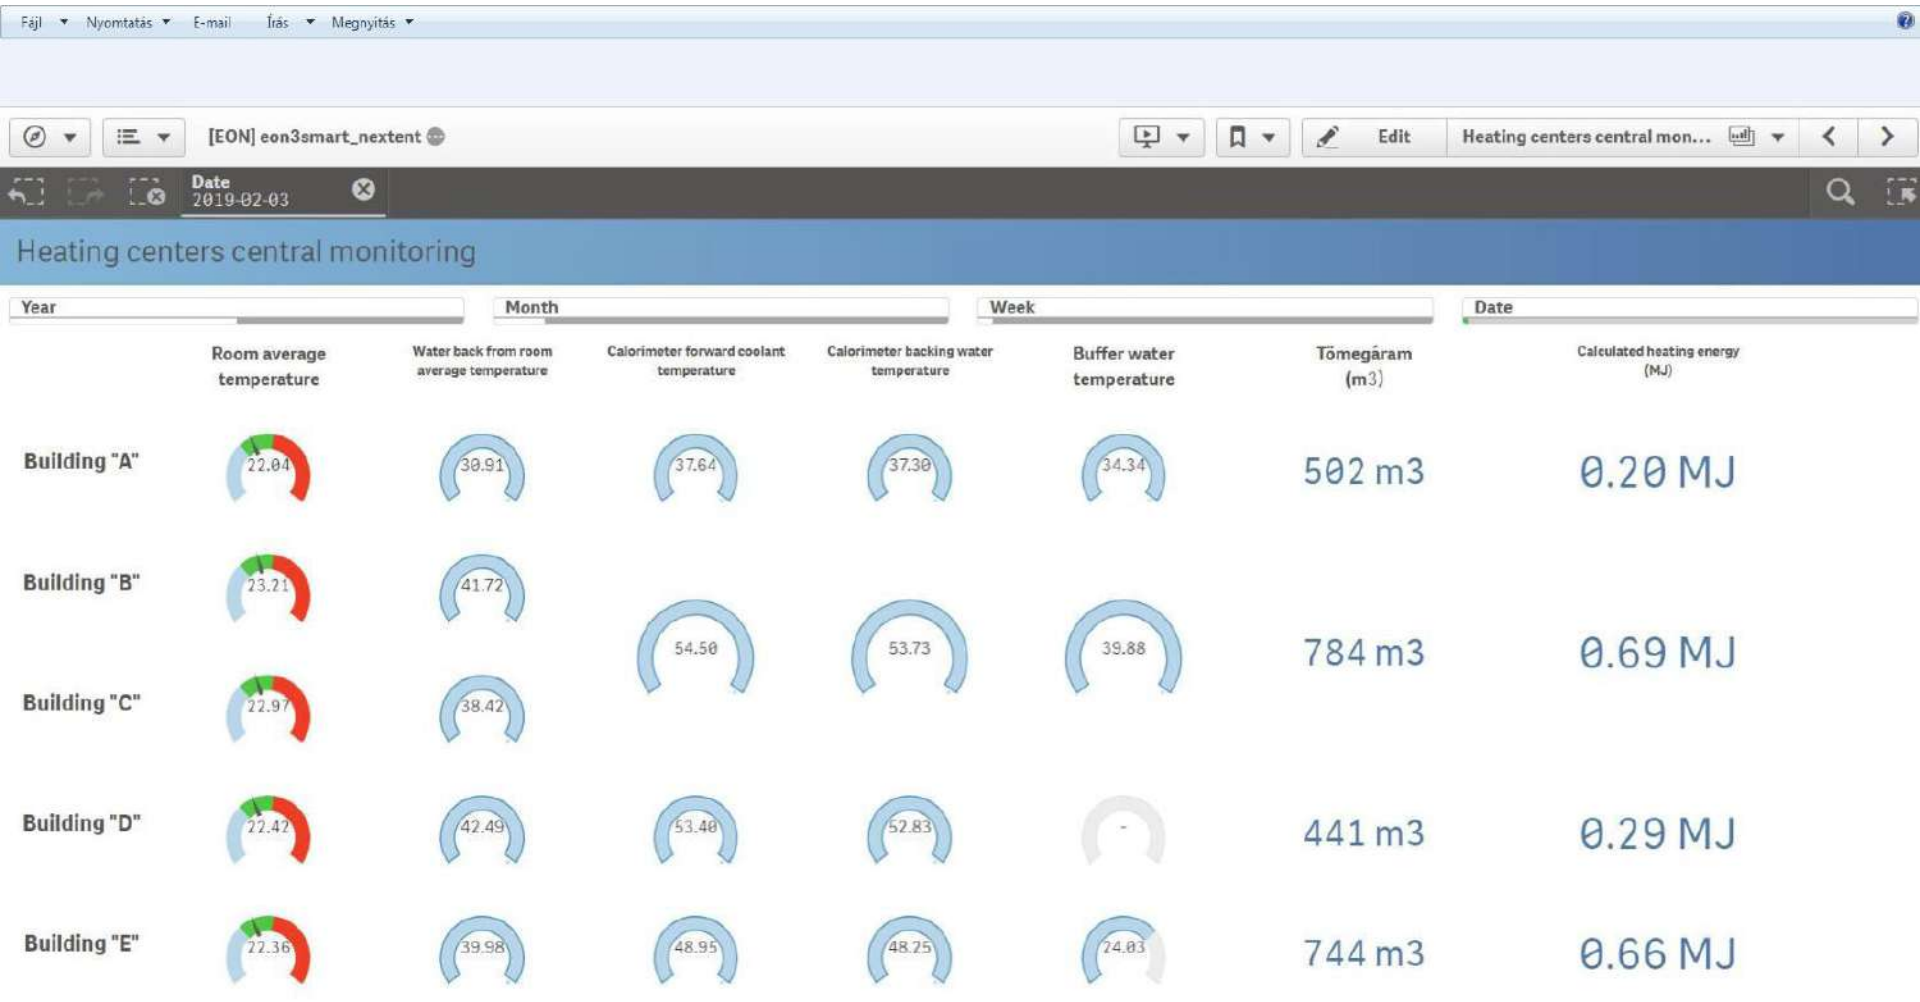 Fájl Nyomtatás E-mail Írás Megnyitás
[EON] eon3smart_nextent
Edit
Heating centers central mon...
Date
2019-02-03
Heating centers central monitoring
Year Month Week Date
Room average
temperature
Water back from room
average temperature
Calorimeter forward coolant
temperature
Calorimeter backing water
temperature
Buffer water
temperature
Tömegáram
(m3)
Calculated heating energy
(MJ)
Building "A" 22.04 30.91 37.64 37.30 34.34 502 m3 0.20 MJ
Building "B" 23.21 41.72
54.50 53.73 39.88 784 m3 0.69 MJ
Building "C" 22.97 38.42
Building "D" 22.42 42.49 53.40 52.83 - 441 m3 0.29 MJ
Building "E" 22.36 39.98 48.95 48.25 24.03 744 m3 0.66 MJ